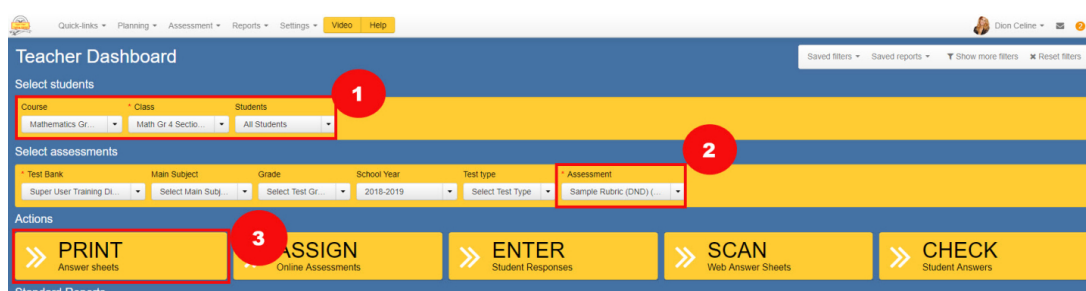 Quick-links Planning Assessment Reports Settings Video Help Dion Celine
Teacher Dashboard Saved filters Saved reports Show more filters Reset filters
Select students
1
Course * Class Students
Mathematics Gr... Math Gr 4 Sectio... All Students
Select assessments
2
* Test Bank Main Subject Grade School Year Test type * Assessment
Super User Training Di... Select Main Subj... Select Test Gr... 2018-2019 Select Test Type Sample Rubric (DND) (...
Actions
3
PRINT ASSIGN ENTER SCAN CHECK
Answer sheets Online Assessments Student Responses Web Answer Sheets Student Answers
Standard Reports